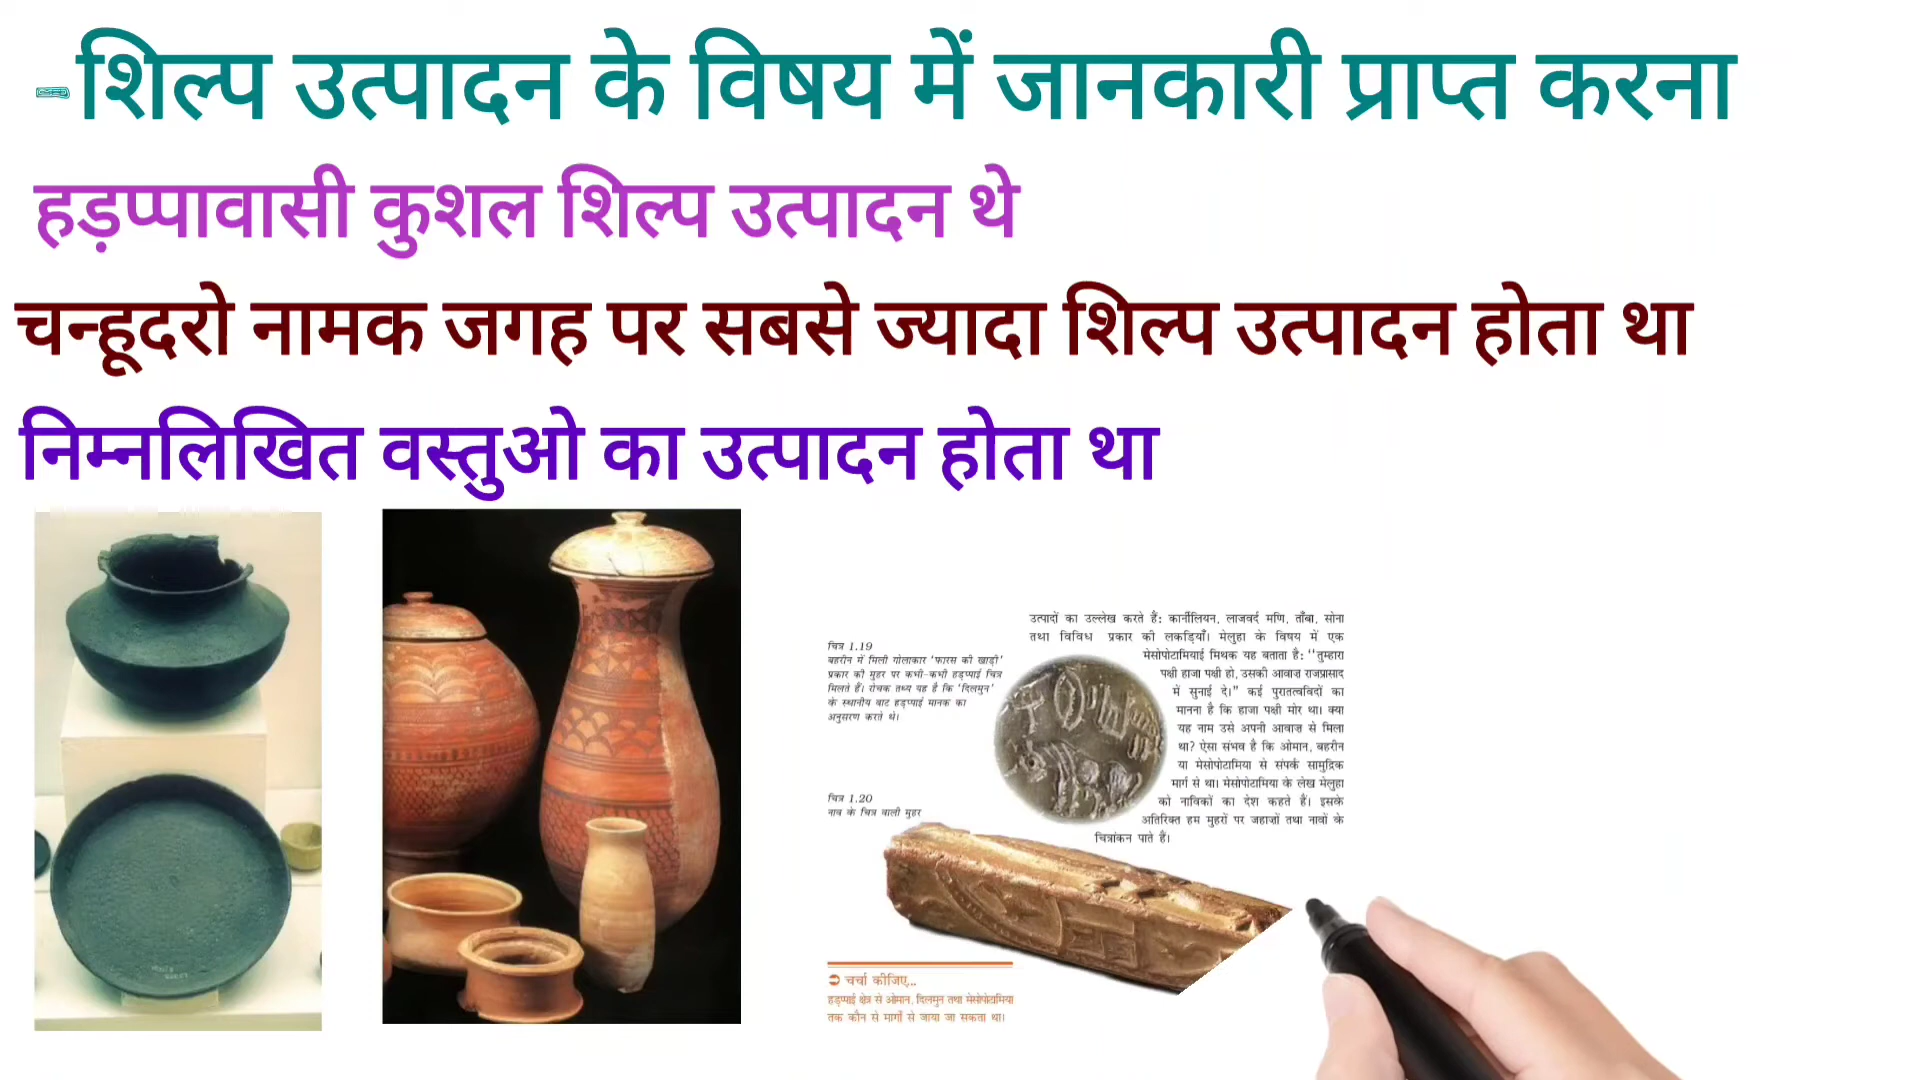 -शिल्प उत्पादन के विषय में जानकारी प्राप्त करना
हड़प्पावासी कुशल शिल्प उत्पादन थे
चन्हूदरो नामक जगह पर सबसे ज्यादा शिल्प उत्पादन होता था
निम्नलिखित वस्तुओ का उत्पादन होता था
उत्पादों का उल्लेख करते हैं: कार्नीलियन, लाजवर्द मणि, ताँबा, सोना
तथा विविध प्रकार की लकड़ियाँ। मेलुहा के विषय में एक
मेसोपोटामियाई मिथक यह बताता है: ‘‘तुम्हारा
पक्षी हाजा पक्षी हो, उसकी आवाज़ राजप्रासाद
में सुनाई दे।” कई पुरातत्वविदों का
मानना है कि हाजा पक्षी मोर था। क्या
यह नाम उसे अपनी आवाज़ से मिला
था? ऐसा संभव है कि ओमान, बहरीन
या मेसोपोटामिया से संपर्क सामुद्रिक
मार्ग से था। मेसोपोटामिया के लेख मेलुहा
को नाविकों का देश कहते हैं। इसके
अतिरिक्त हम मुहरों पर जहाज़ों तथा नावों के
चित्रांकन पाते हैं।
चित्र 1.19
बहरीन में मिली गोलाकार ‘फारस की खाड़ी’
प्रकार की मुहर पर कभी-कभी हड़प्पाई चित्र
मिलते हैं। रोचक तथ्य यह है कि ‘दिलमुन’
के स्थानीय बाट हड़प्पाई मानक का
अनुसरण करते थे।
चित्र 1.20
नाव के चित्र वाली मुहर
चर्चा कीजिए...
हड़प्पाई क्षेत्र से ओमान, दिलमुन तथा मेसोपोटामिया
तक कौन से मार्गों से जाया जा सकता था।